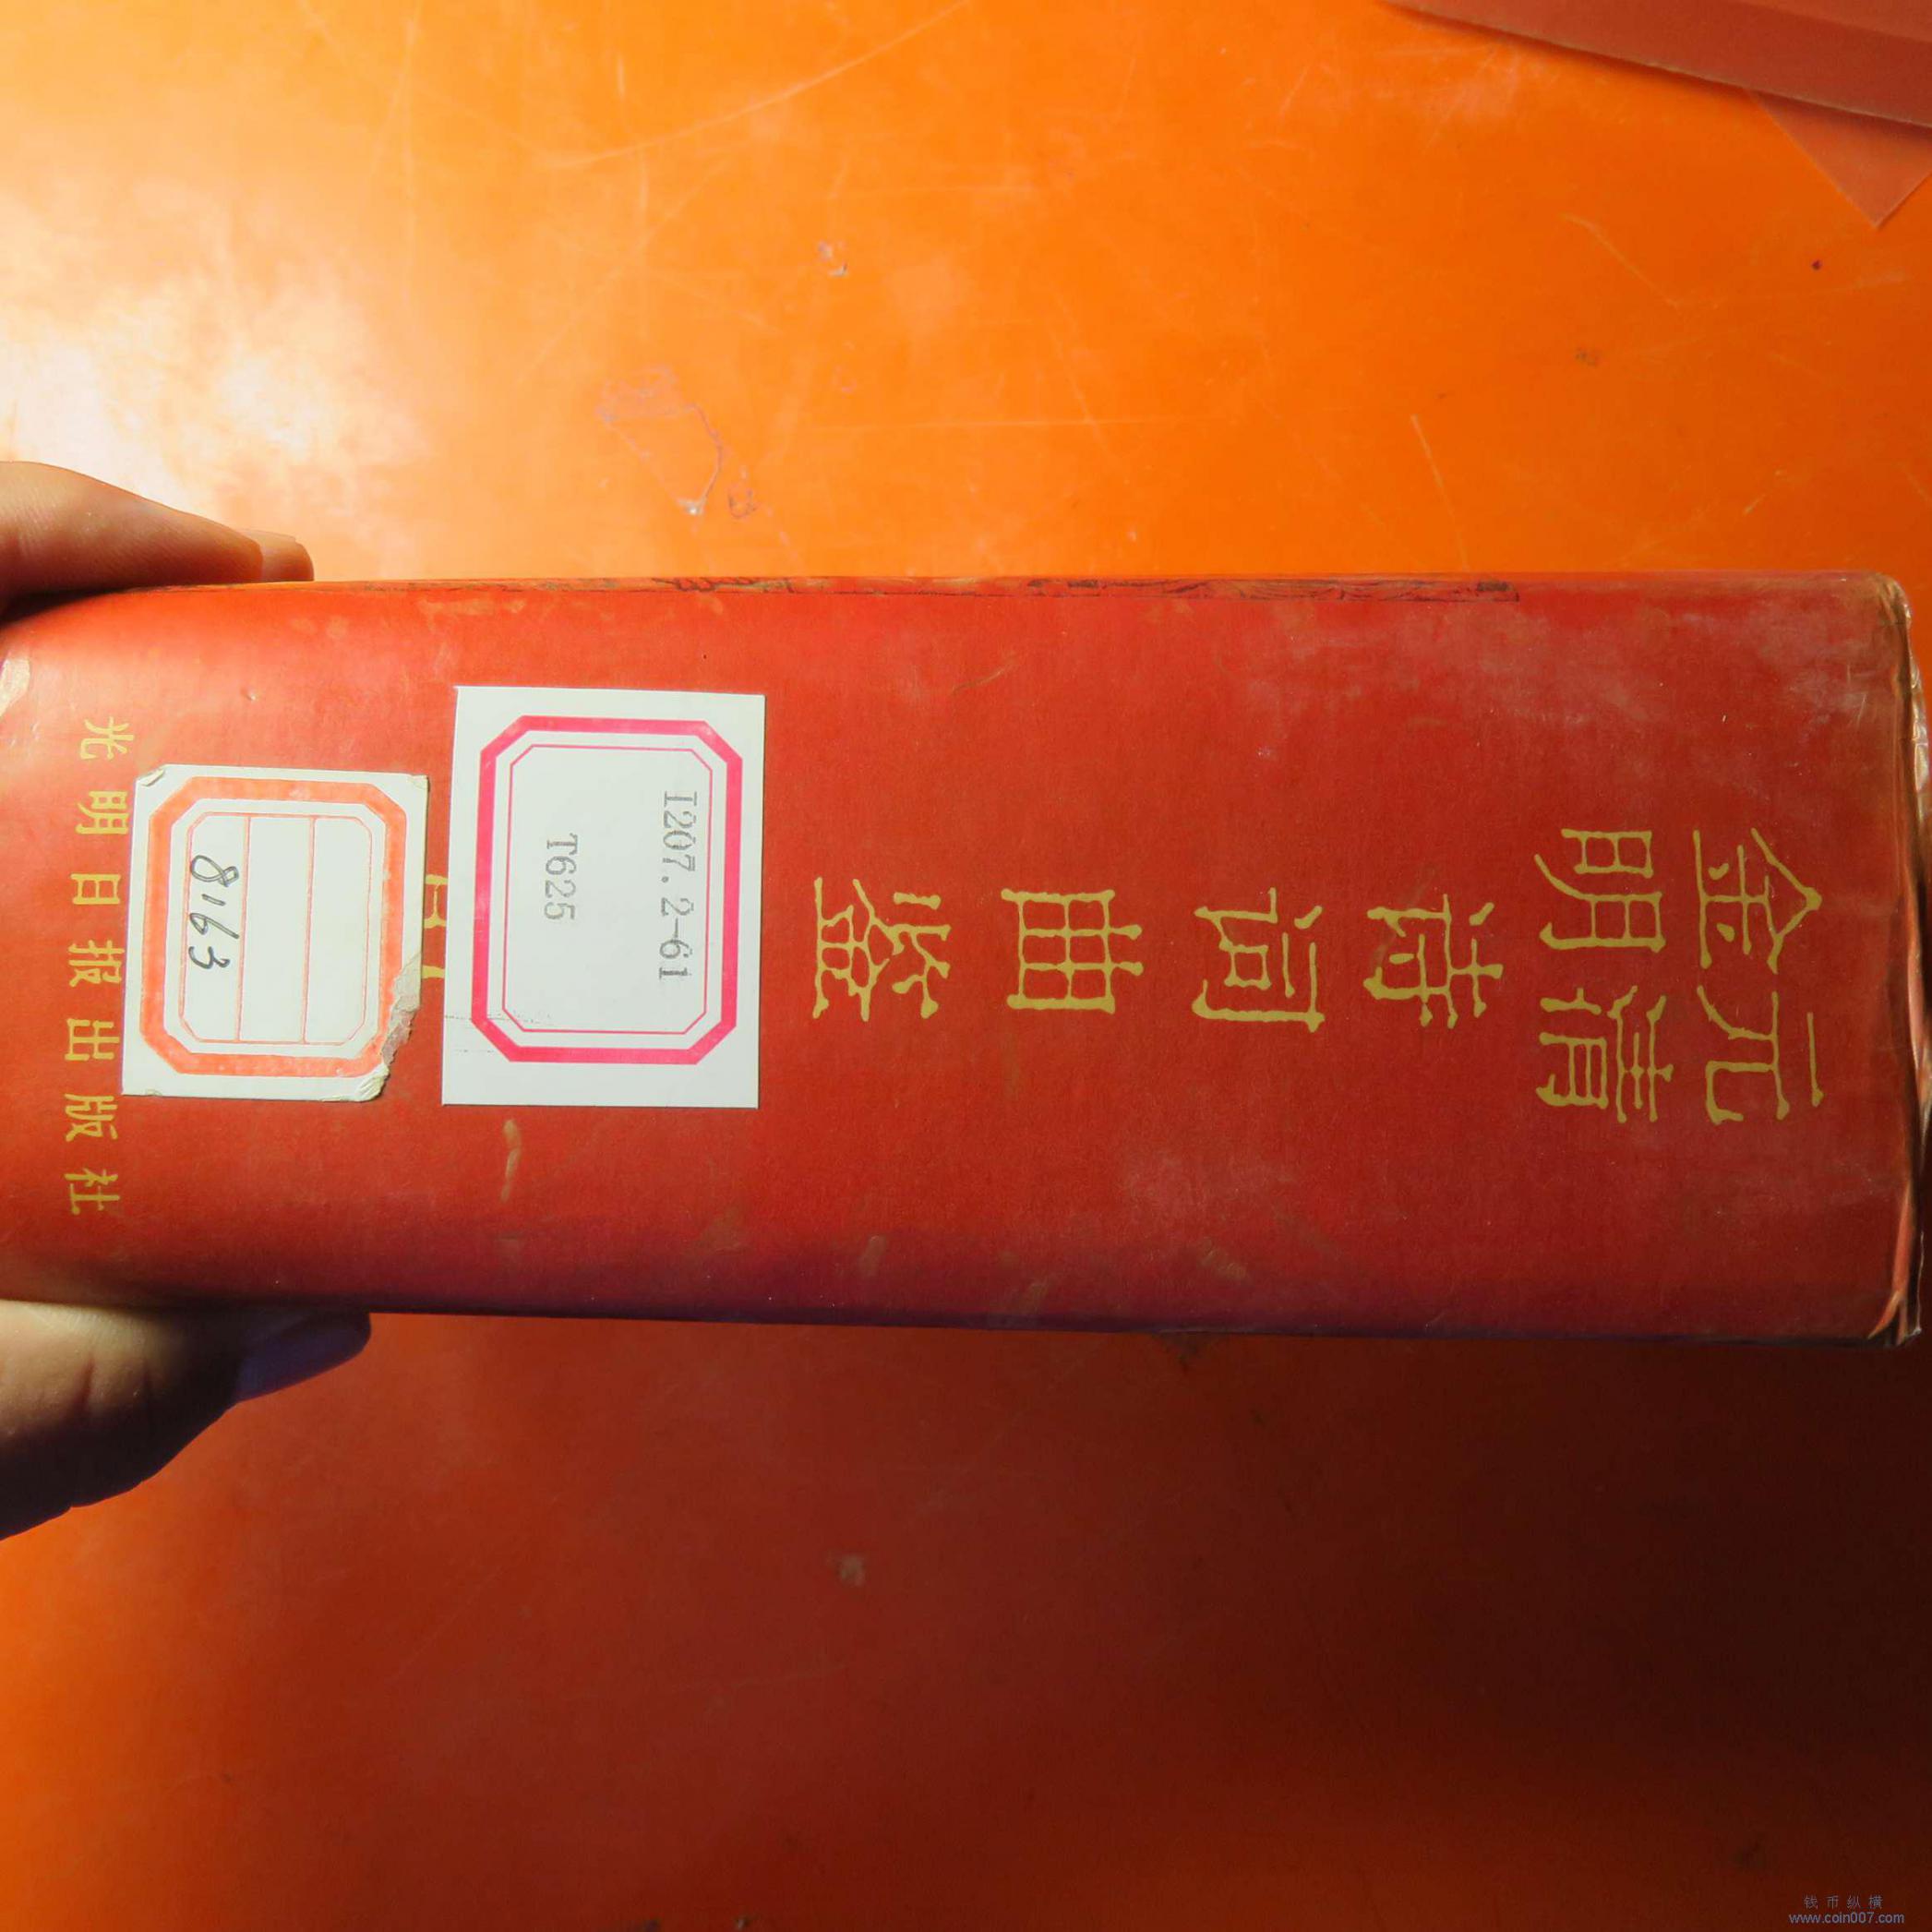 金元
明清
诗
词
曲
鉴
I207.2-61
T625
8163
光明日报出版社
钱币纵横
www.coin007.com